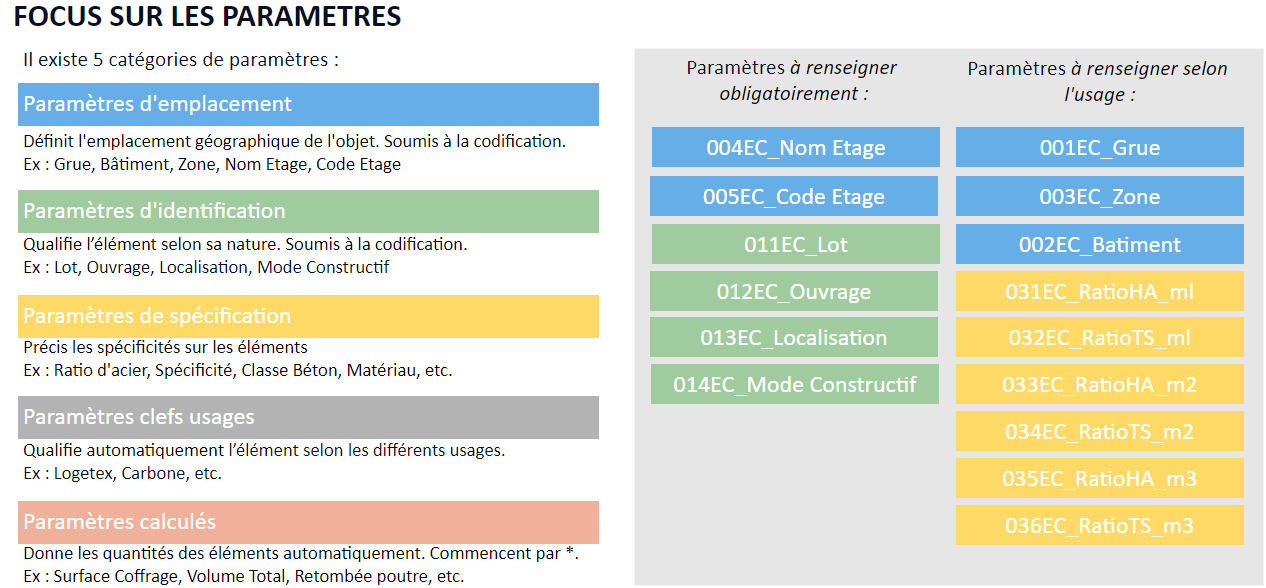 FOCUS SUR LES PARAMETRES
Il existe 5 catégories de paramètres :
Paramètres d'emplacement
Définit l'emplacement géographique de l'objet. Soumis à la codification.
Ex : Grue, Bâtiment, Zone, Nom Etage, Code Etage
Paramètres d'identification
Qualifie l’élément selon sa nature. Soumis à la codification.
Ex : Lot, Ouvrage, Localisation, Mode Constructif
Paramètres de spécification
Précis les spécificités sur les éléments
Ex : Ratio d'acier, Spécificité, Classe Béton, Matériau, etc.
Paramètres clefs usages
Qualifie automatiquement l’élément selon les différents usages.
Ex : Logetex, Carbone, etc.
Paramètres calculés
Donne les quantités des éléments automatiquement. Commencent par *.
Ex : Surface Coffrage, Volume Total, Retombée poutre, etc.
Paramètres à renseigner
obligatoirement :
004EC_Nom Etage
005EC_Code Etage
011EC_Lot
012EC_Ouvrage
013EC_Localisation
014EC_Mode Constructif
Paramètres à renseigner selon
l'usage :
001EC_Grue
003EC_Zone
002EC_Batiment
031EC_RatioHA_ml
032EC_RatioTS_ml
033EC_RatioHA_m2
034EC_RatioTS_m2
035EC_RatioHA_m3
036EC_RatioTS_m3